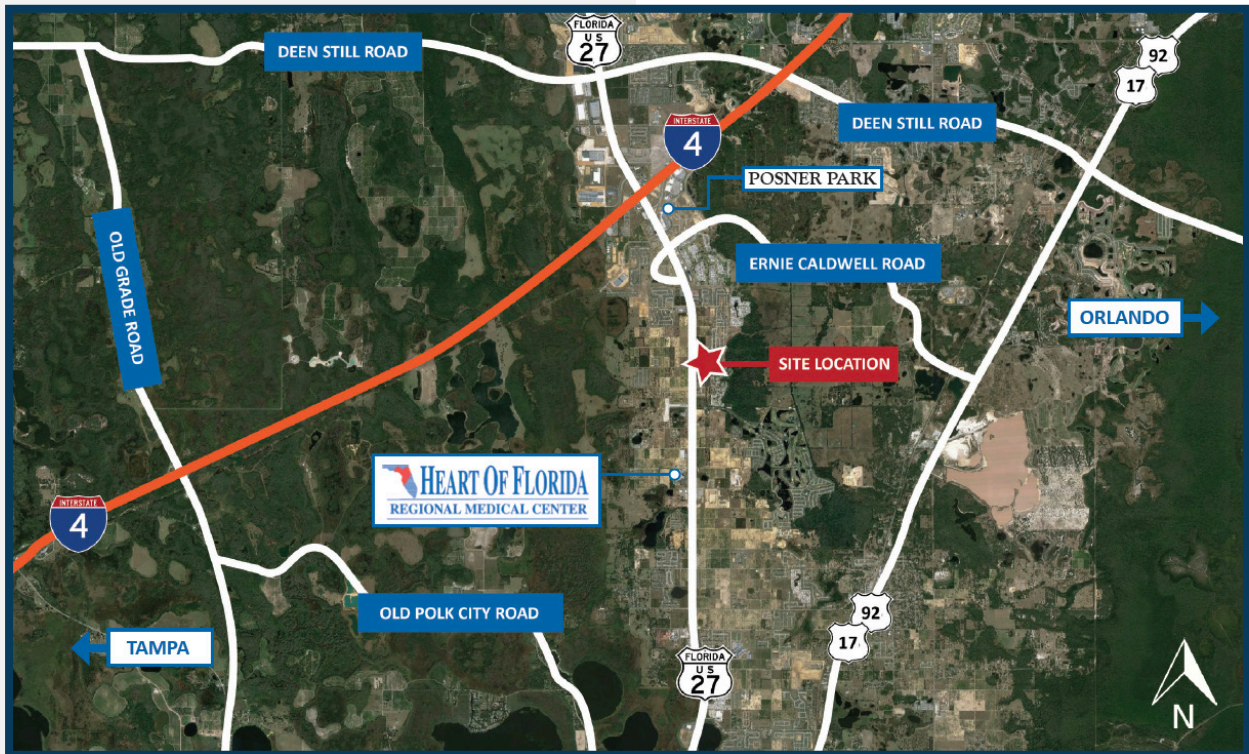 FLORIDA
U S
27
92
17
DEEN STILL ROAD
INTERSTATE
4
DEEN STILL ROAD
POSNER PARK
OLD GRADE ROAD
ERNIE CALDWELL ROAD
ORLANDO
SITE LOCATION
HEART OF FLORIDA
REGIONAL MEDICAL CENTER
INTERSTATE
4
OLD POLK CITY ROAD
92
17
TAMPA
FLORIDA
U S
27
N